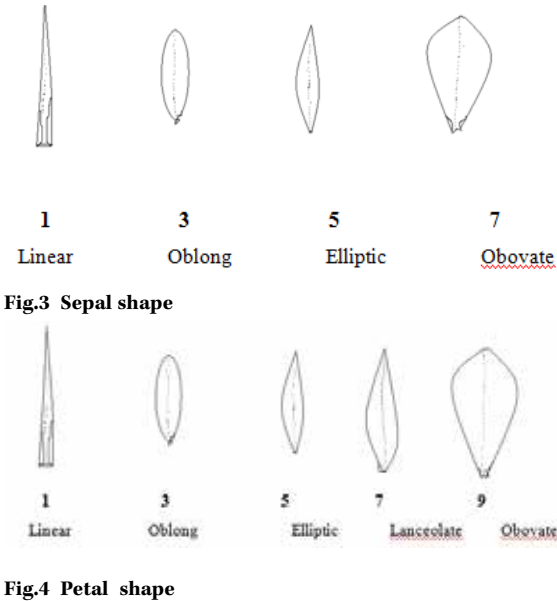 1 3 5 7
Linear Oblong Elliptic Obovate
Fig.3 Sepal shape
1 3 5 7 9
Linear Oblong Elliptic Lanceolate Obovate
Fig.4 Petal shape